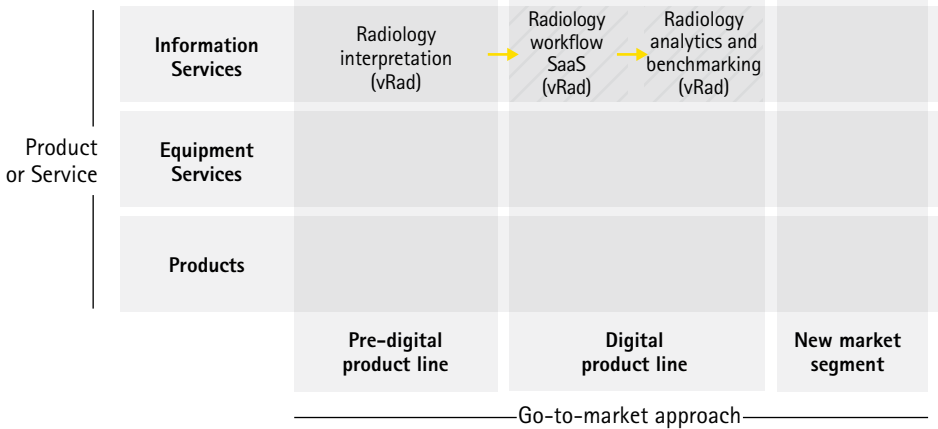 Product
or Service
Information
Services
Radiology
interpretation
(vRad)
Radiology
workflow
SaaS
(vRad)
Radiology
analytics and
benchmarking
(vRad)
Equipment
Services
Products
Pre-digital
product line
Digital
product line
New market
segment
Go-to-market approach